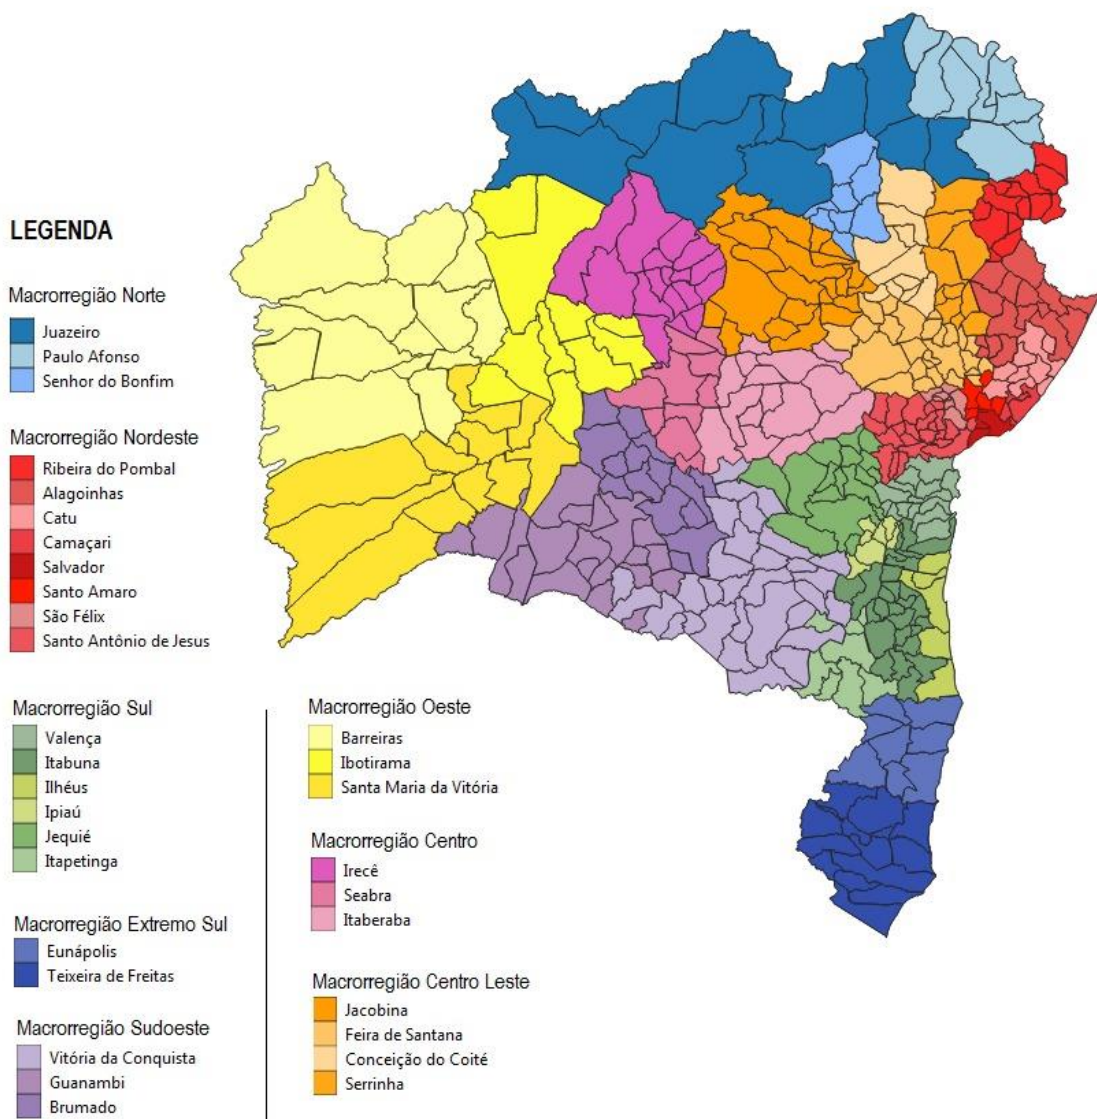 LEGENDA
Macrorregião Norte
Juazeiro
Paulo Afonso
Senhor do Bonfim
Macrorregião Nordeste
Ribeira do Pombal
Alagoinhas
Catu
Camaçari
Salvador
Santo Amaro
São Félix
Santo Antônio de Jesus
Macrorregião Sul
Valença
Itabuna
Ilhéus
Ipiaú
Jequié
Itapetinga
Macrorregião Extremo Sul
Eunápolis
Teixeira de Freitas
Macrorregião Sudoeste
Vitória da Conquista
Guanambi
Brumado
Macrorregião Oeste
Barreiras
Ibotirama
Santa Maria da Vitória
Macrorregião Centro
Irecê
Seabra
Itaberaba
Macrorregião Centro Leste
Jacobina
Feira de Santana
Conceição do Coité
Serrinha